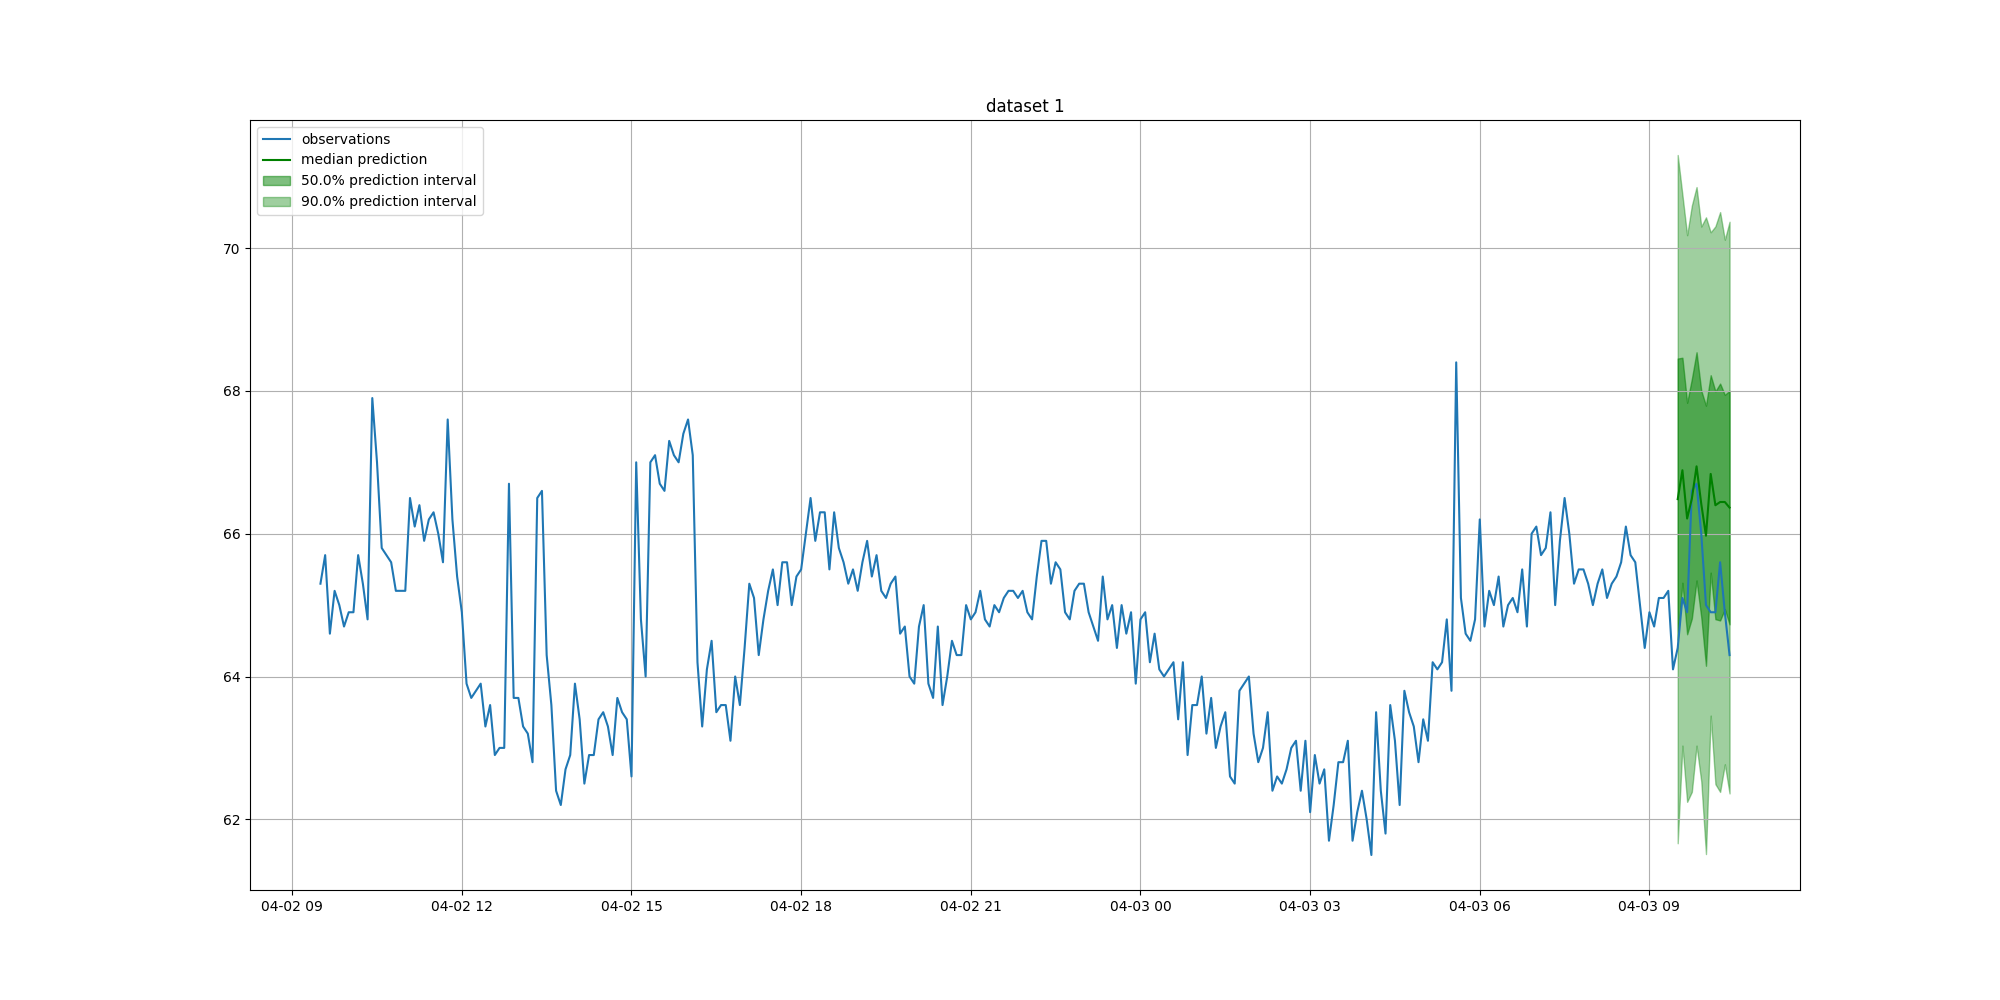 dataset 1
observations
median prediction
50.0% prediction interval
90.0% prediction interval
70
68
66
64
62
04-02 09
04-02 12
04-02 15
04-02 18
04-02 21
04-03 00
04-03 03
04-03 06
04-03 09